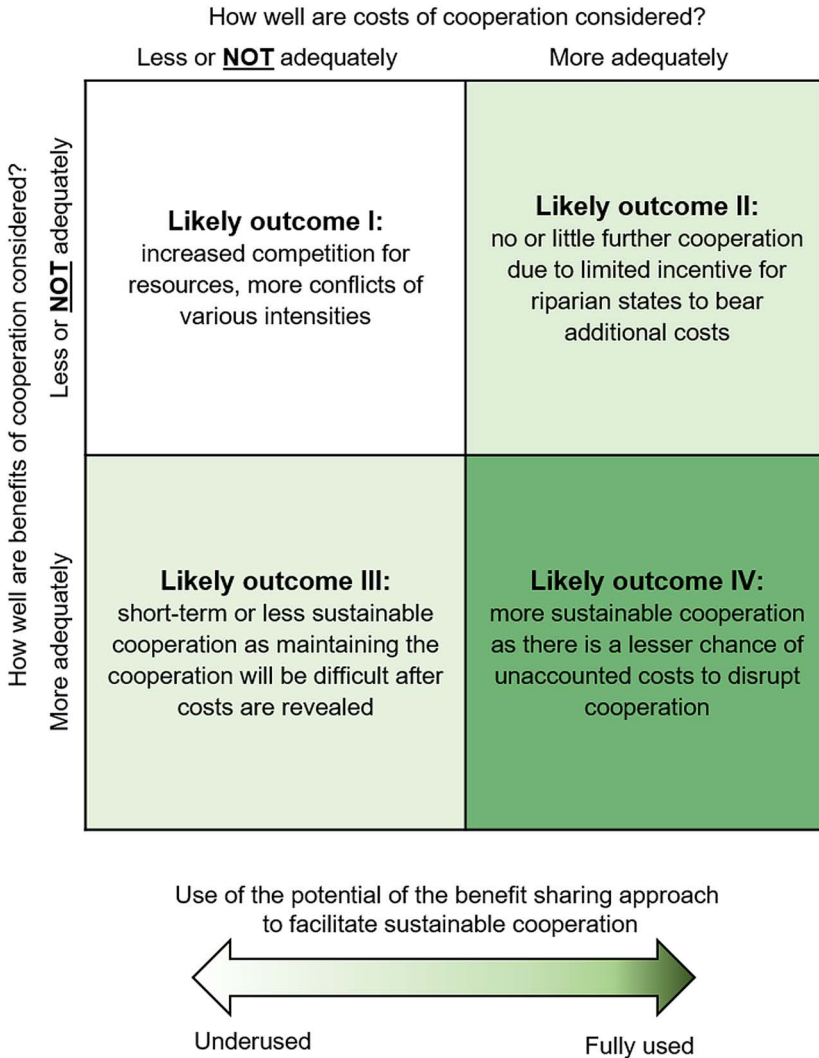 How well are costs of cooperation considered?
Less or NOT adequately
More adequately
How well are benefits of cooperation considered?
Less or NOT adequately
More adequately
Likely outcome I:
increased competition for
resources, more conflicts of
various intensities
Likely outcome II:
no or little further cooperation
due to limited incentive for
riparian states to bear
additional costs
Likely outcome III:
short-term or less sustainable
cooperation as maintaining the
cooperation will be difficult after
costs are revealed
Likely outcome IV:
more sustainable cooperation
as there is a lesser chance of
unaccounted costs to disrupt
cooperation
Use of the potential of the benefit sharing approach
to facilitate sustainable cooperation
Underused
Fully used